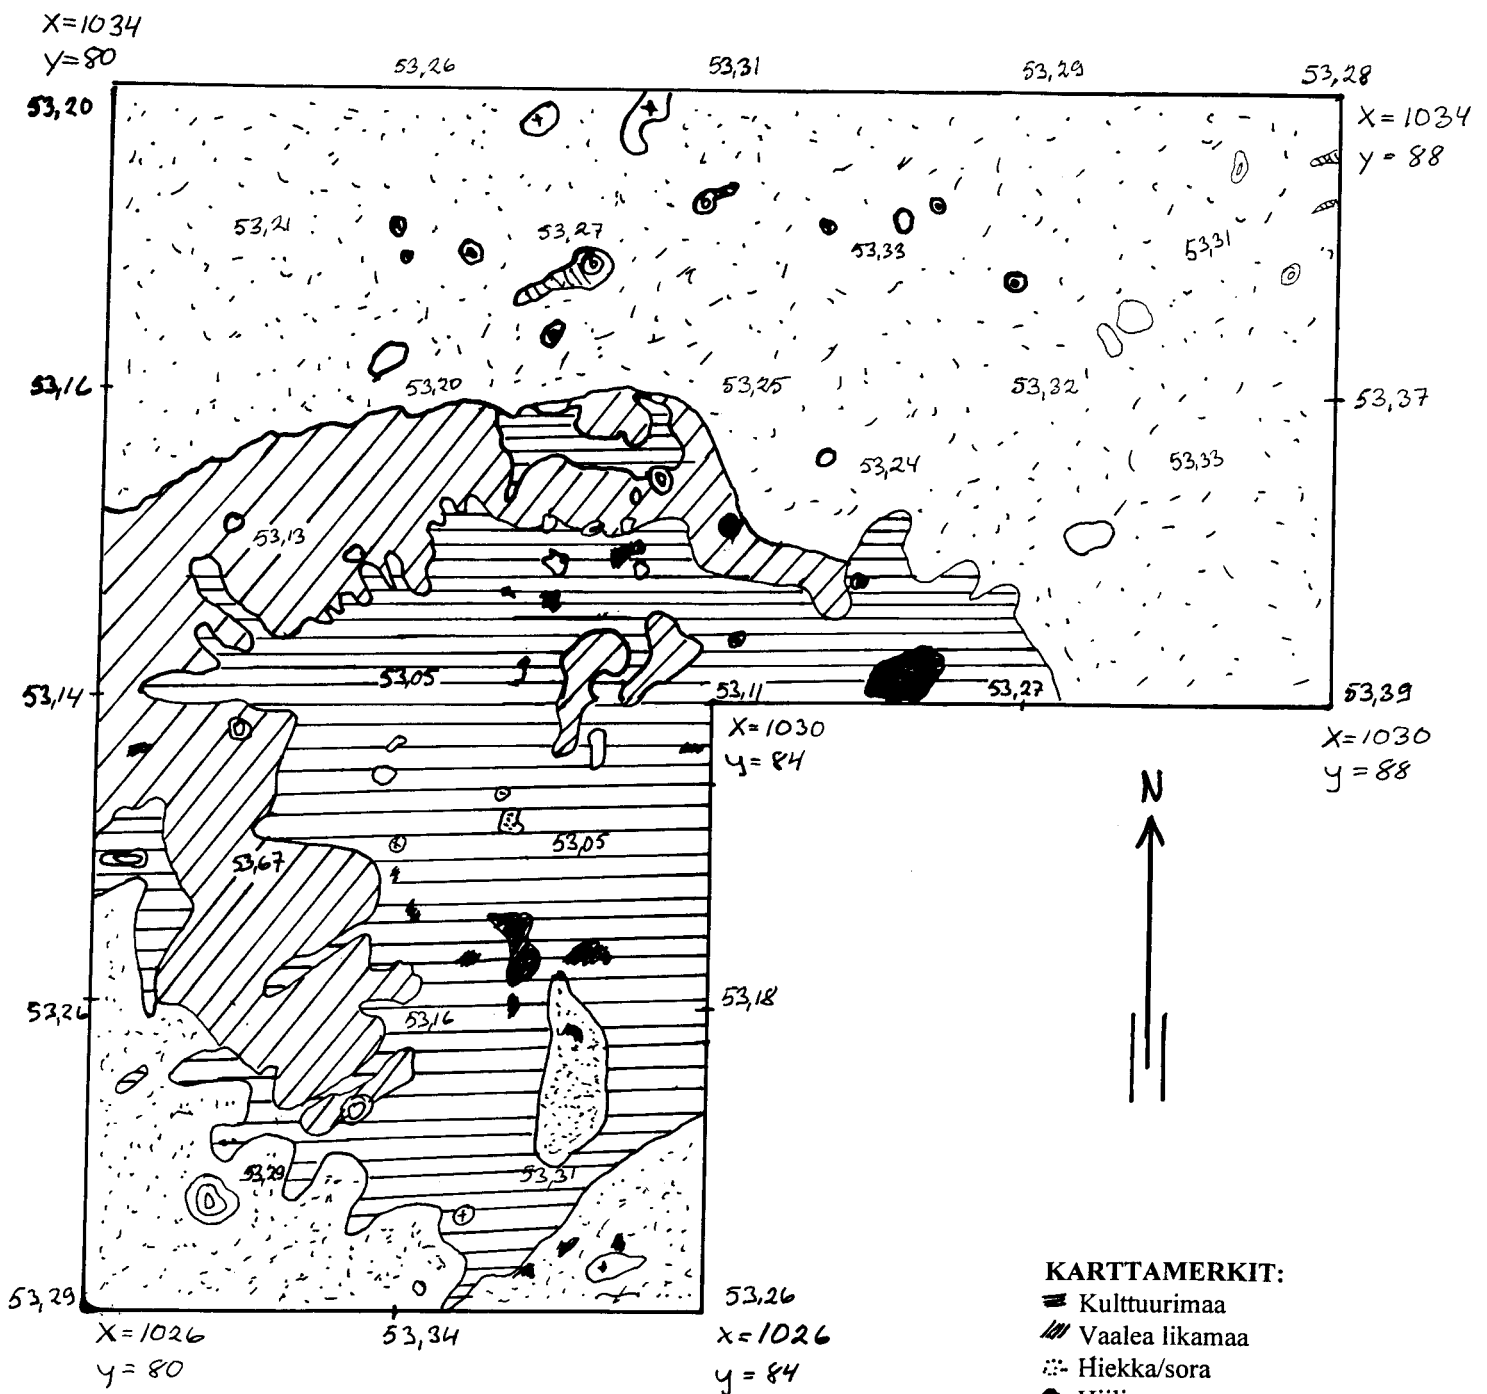 X=1034
Y=80
53,26
53,31
53,29
53,28
53,20
X=1034
Y=88
53,21
53,27
53,33
53,31
53,16
53,20
53,25
53,32
53,37
53,24
53,33
53,13
53,14
53,05
53,11
53,27
53,39
X=1030
y=84
X=1030
y=88
N
53,05
53,67
53,26
53,16
53,18
53,29
53,31
53,29
53,26
X=1026
y=80
53,34
X=1026
y=84
KARTTAMERKIT:
Kulttuurimaa
Vaalea likamaa
Hiekka/sora